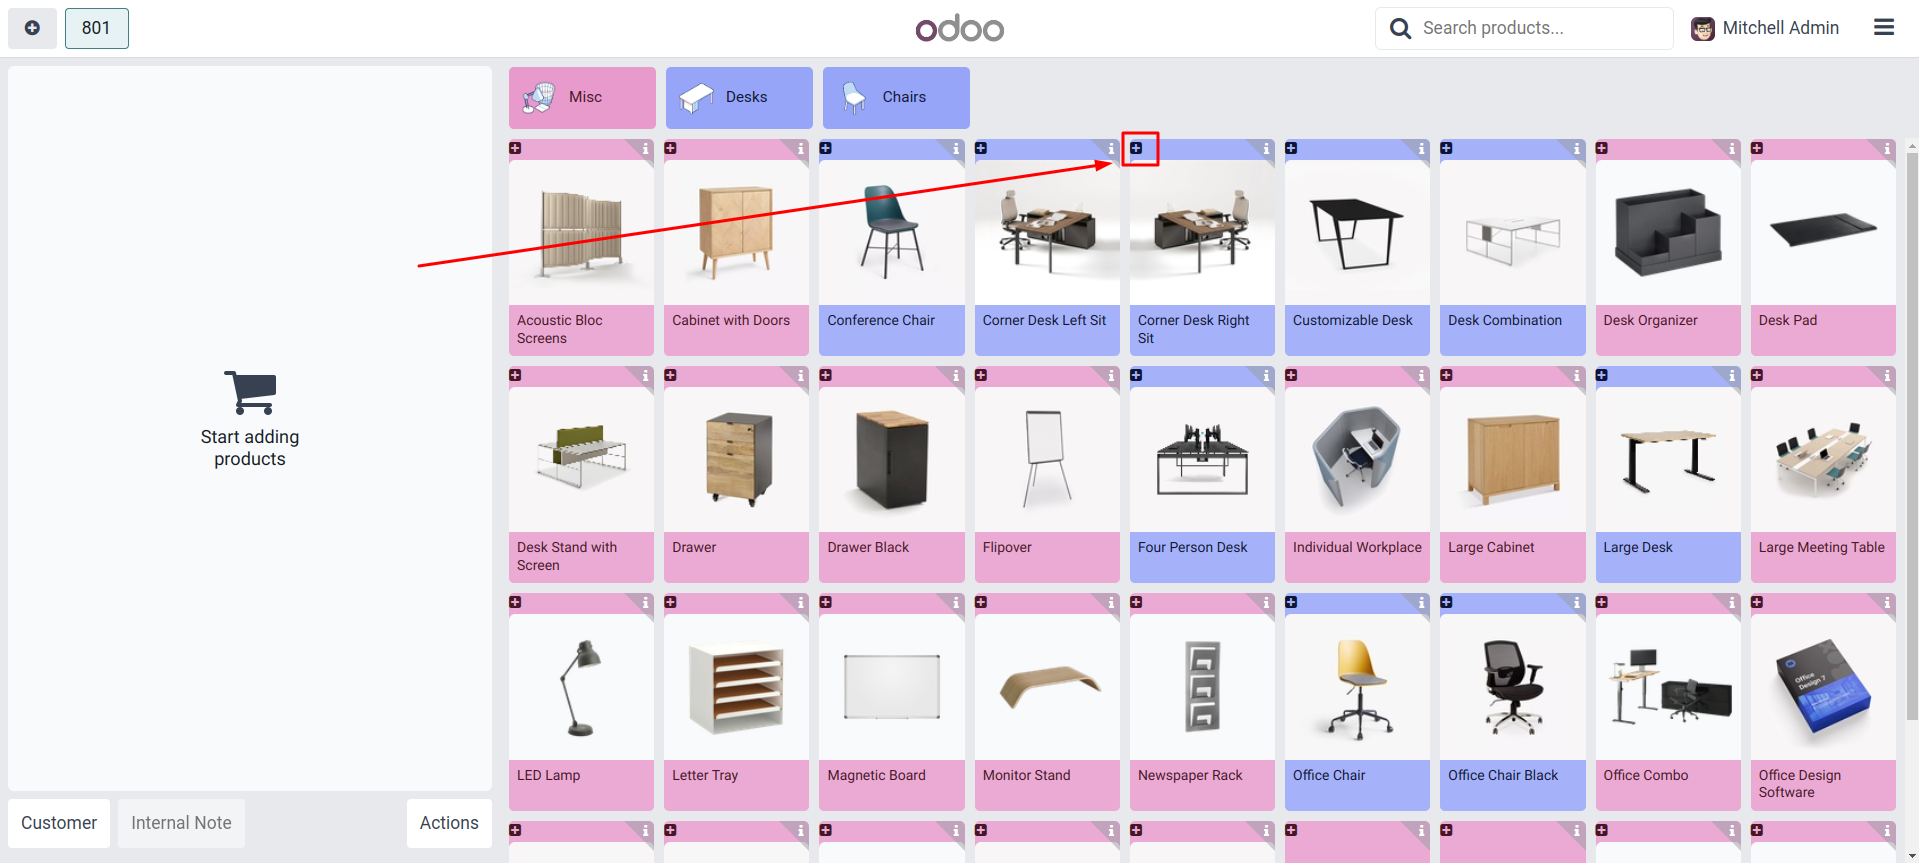 801
odoo
Search products...
Mitchell Admin
Misc
Desks
Chairs
Acoustic Bloc
Screens
Cabinet with Doors
Conference Chair
Corner Desk Left Sit
Corner Desk Right
Sit
Customizable Desk
Desk Combination
Desk Organizer
Desk Pad
Start adding
products
Desk Stand with
Screen
Drawer
Drawer Black
Flipover
Four Person Desk
Individual Workplace
Large Cabinet
Large Desk
Large Meeting Table
Office
Design 7
LED Lamp
Letter Tray
Magnetic Board
Monitor Stand
Newspaper Rack
Office Chair
Office Chair Black
Office Combo
Office Design
Software
Customer
Internal Note
Actions